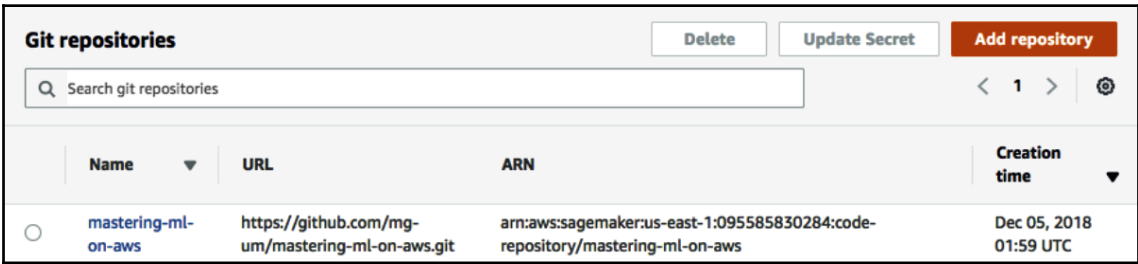 Git repositories
Delete
Update Secret
Add repository
Search git repositories
1
Name
URL
ARN
Creation
time
mastering-ml-
on-aws
https://github.com/mg-
um/mastering-ml-on-aws.git
arn:aws:sagemaker:us-east-1:095585830284:code-
repository/mastering-ml-on-aws
Dec 05, 2018
01:59 UTC